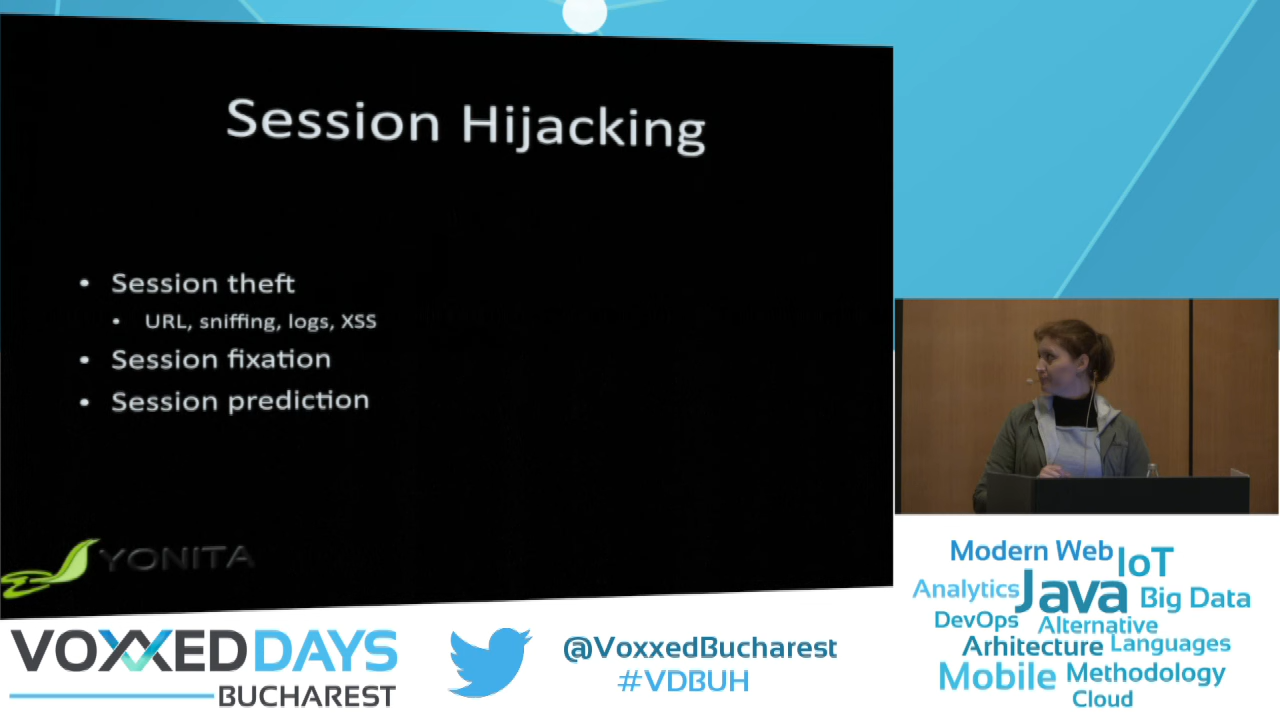 Session Hijacking
• Session theft
• URL, sniffing, logs, XSS
• Session fixation
• Session prediction
YONITA
VOXXED DAYS
BUCHAREST
@VoxxedBucharest
#VDBUH
Modern Web
IoT
Analytics
Java
Big Data
DevOps
Alternative
Arhitecture
Languages
Mobile
Methodology
Cloud